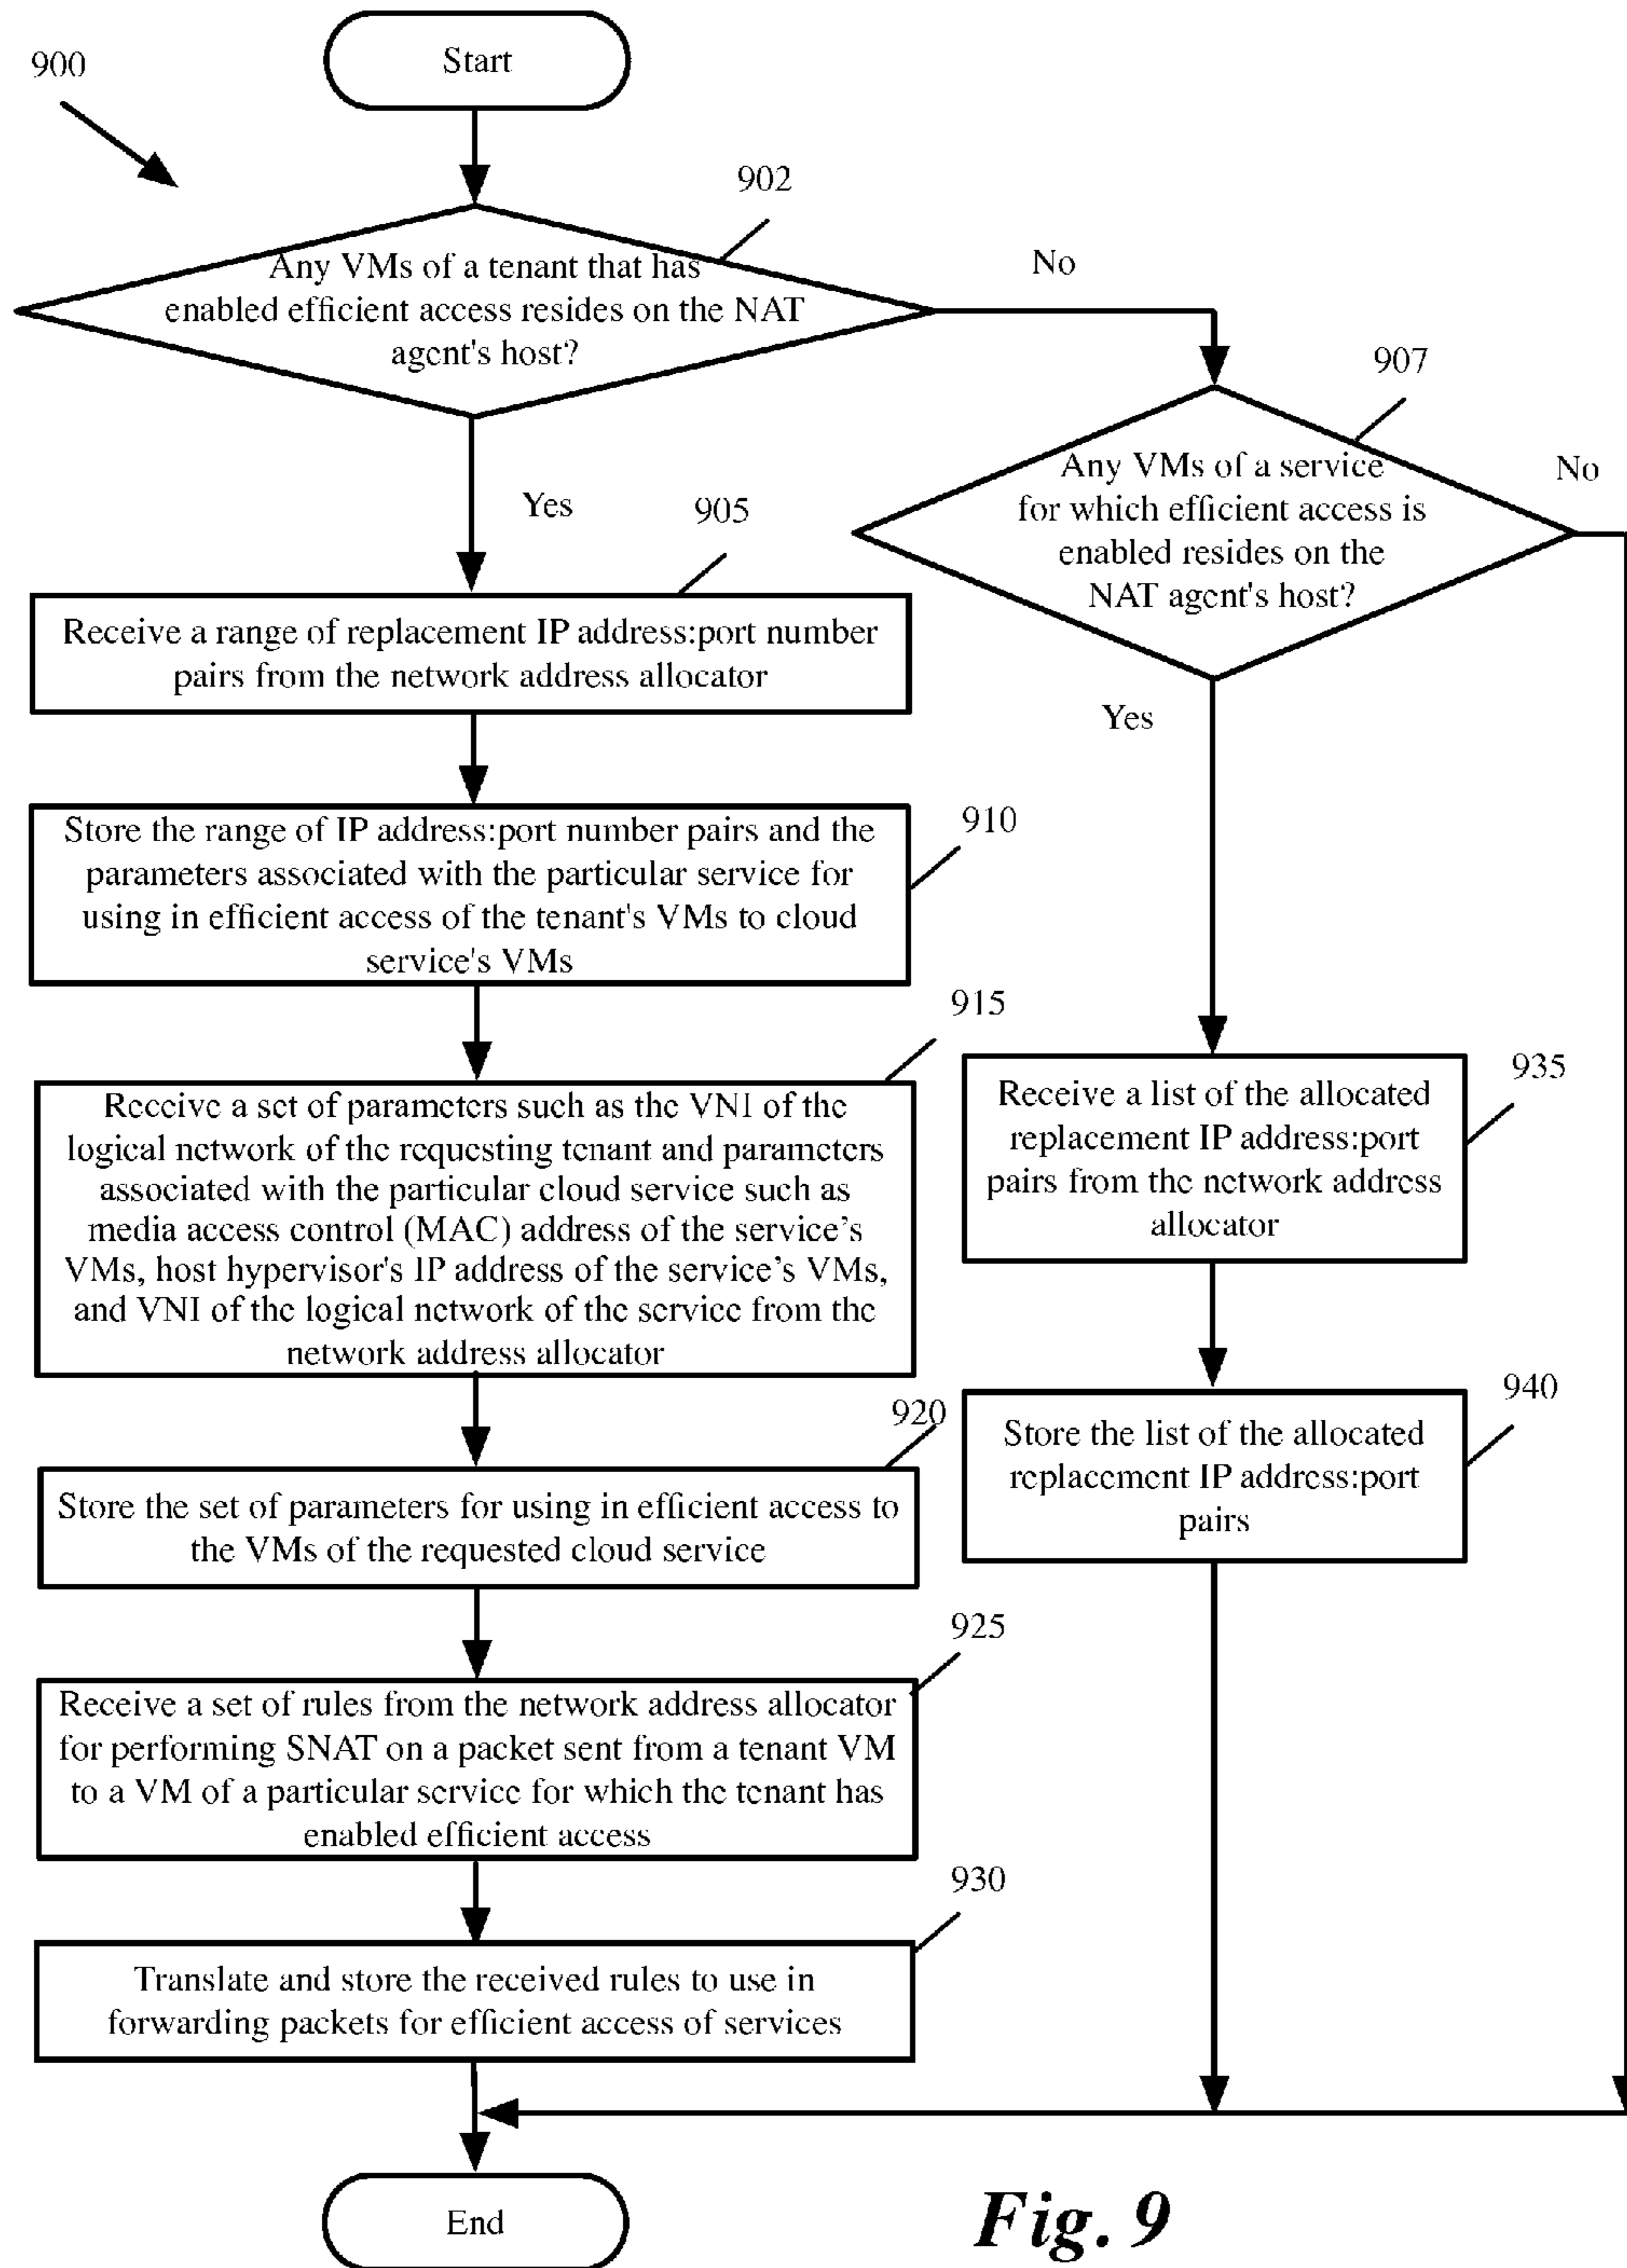 900
Start
902
Any VMs of a tenant that has
enabled efficient access resides on the NAT
agent's host?
No
907
Any VMs of a service
for which efficient access is
enabled resides on the
NAT agent's host?
No
Yes
905
Receive a range of replacement IP address:port number
pairs from the network address allocator
Yes
910
Store the range of IP address:port number pairs and the
parameters associated with the particular service for
using in efficient access of the tenant's VMs to cloud
service's VMs
915
Receive a set of parameters such as the VNI of the
logical network of the requesting tenant and parameters
associated with the particular cloud service such as
media access control (MAC) address of the service's
VMs, host hypervisor's IP address of the service's VMs,
and VNI of the logical network of the service from the
network address allocator
935
Receive a list of the allocated
replacement IP address:port
pairs from the network address
allocator
920
Store the set of parameters for using in efficient access to
the VMs of the requested cloud service
940
Store the list of the allocated
replacement IP address:port
pairs
925
Receive a set of rules from the network address allocator
for performing SNAT on a packet sent from a tenant VM
to a VM of a particular service for which the tenant has
enabled efficient access
930
Translate and store the received rules to use in
forwarding packets for efficient access of services
End
Fig. 9